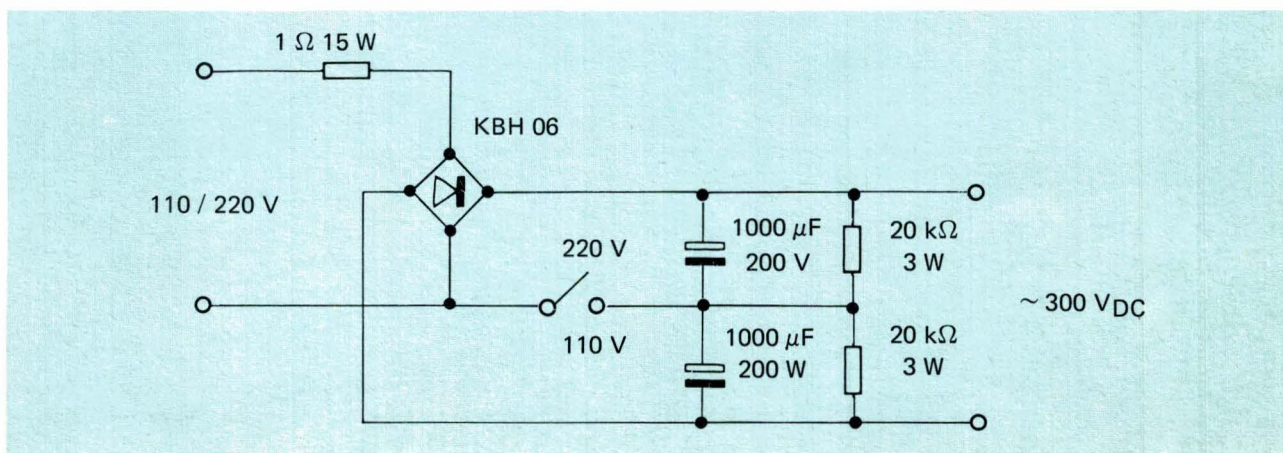 1 Ω 15 W
KBH 06
110 / 220 V
220 V
110 V
1000 µF
200 V
20 kΩ
3 W
1000 µF
200 W
20 kΩ
3 W
~ 300 VDC